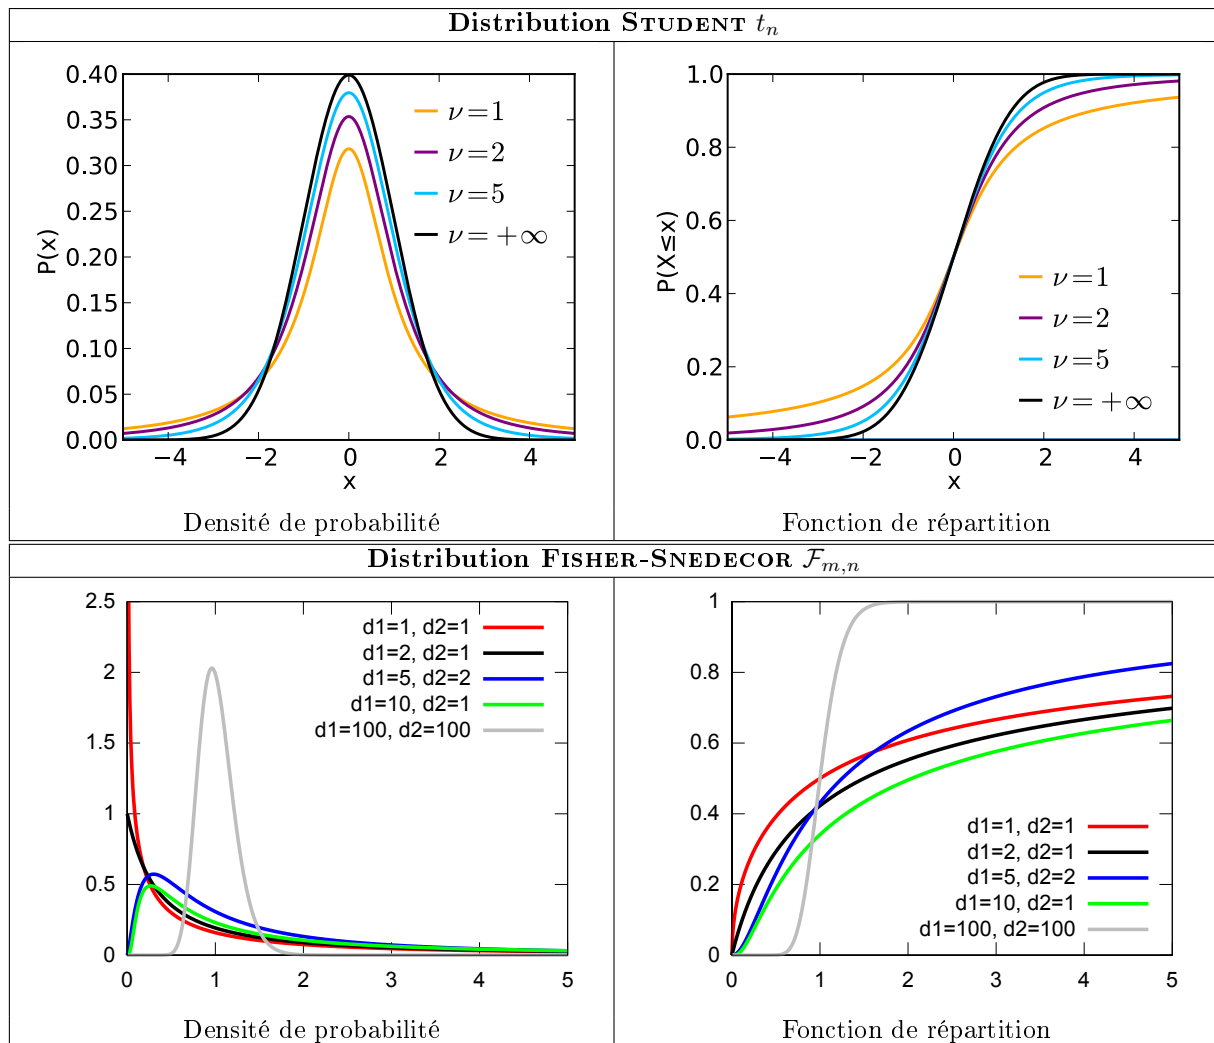 Distribution STUDENT t_n
0.40
0.35
0.30
0.25
0.20
0.15
0.10
0.05
0.00
P(x)
−4
−2
0
2
4
x
ν=1
ν=2
ν=5
ν=+∞
Densité de probabilité
1.0
0.8
0.6
0.4
0.2
0.0
P(X≤x)
−4
−2
0
2
4
x
ν=1
ν=2
ν=5
ν=+∞
Fonction de répartition
Distribution FISHER-SNEDECOR ℱ_{m,n}
2.5
2
1.5
1
0.5
0
0
1
2
3
4
5
d1=1, d2=1
d1=2, d2=1
d1=5, d2=2
d1=10, d2=1
d1=100, d2=100
Densité de probabilité
1
0.8
0.6
0.4
0.2
0
0
1
2
3
4
5
d1=1, d2=1
d1=2, d2=1
d1=5, d2=2
d1=10, d2=1
d1=100, d2=100
Fonction de répartition